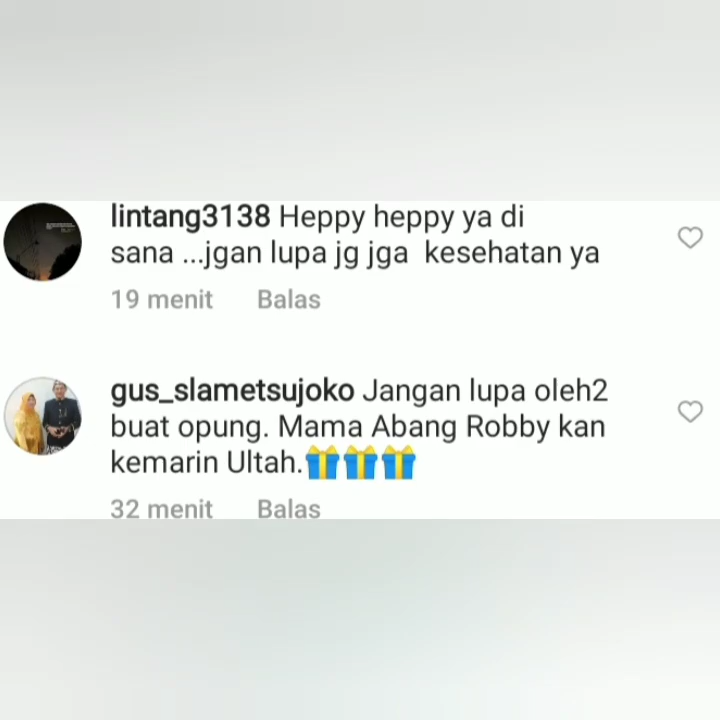 lintang3138 Heppy heppy ya di
sana ...jgan lupa jg jga kesehatan ya
19 menit Balas
gus_slametsujoko Jangan lupa oleh2
buat opung. Mama Abang Robby kan
kemarin Ultah.🎁🎁🎁
32 menit Balas